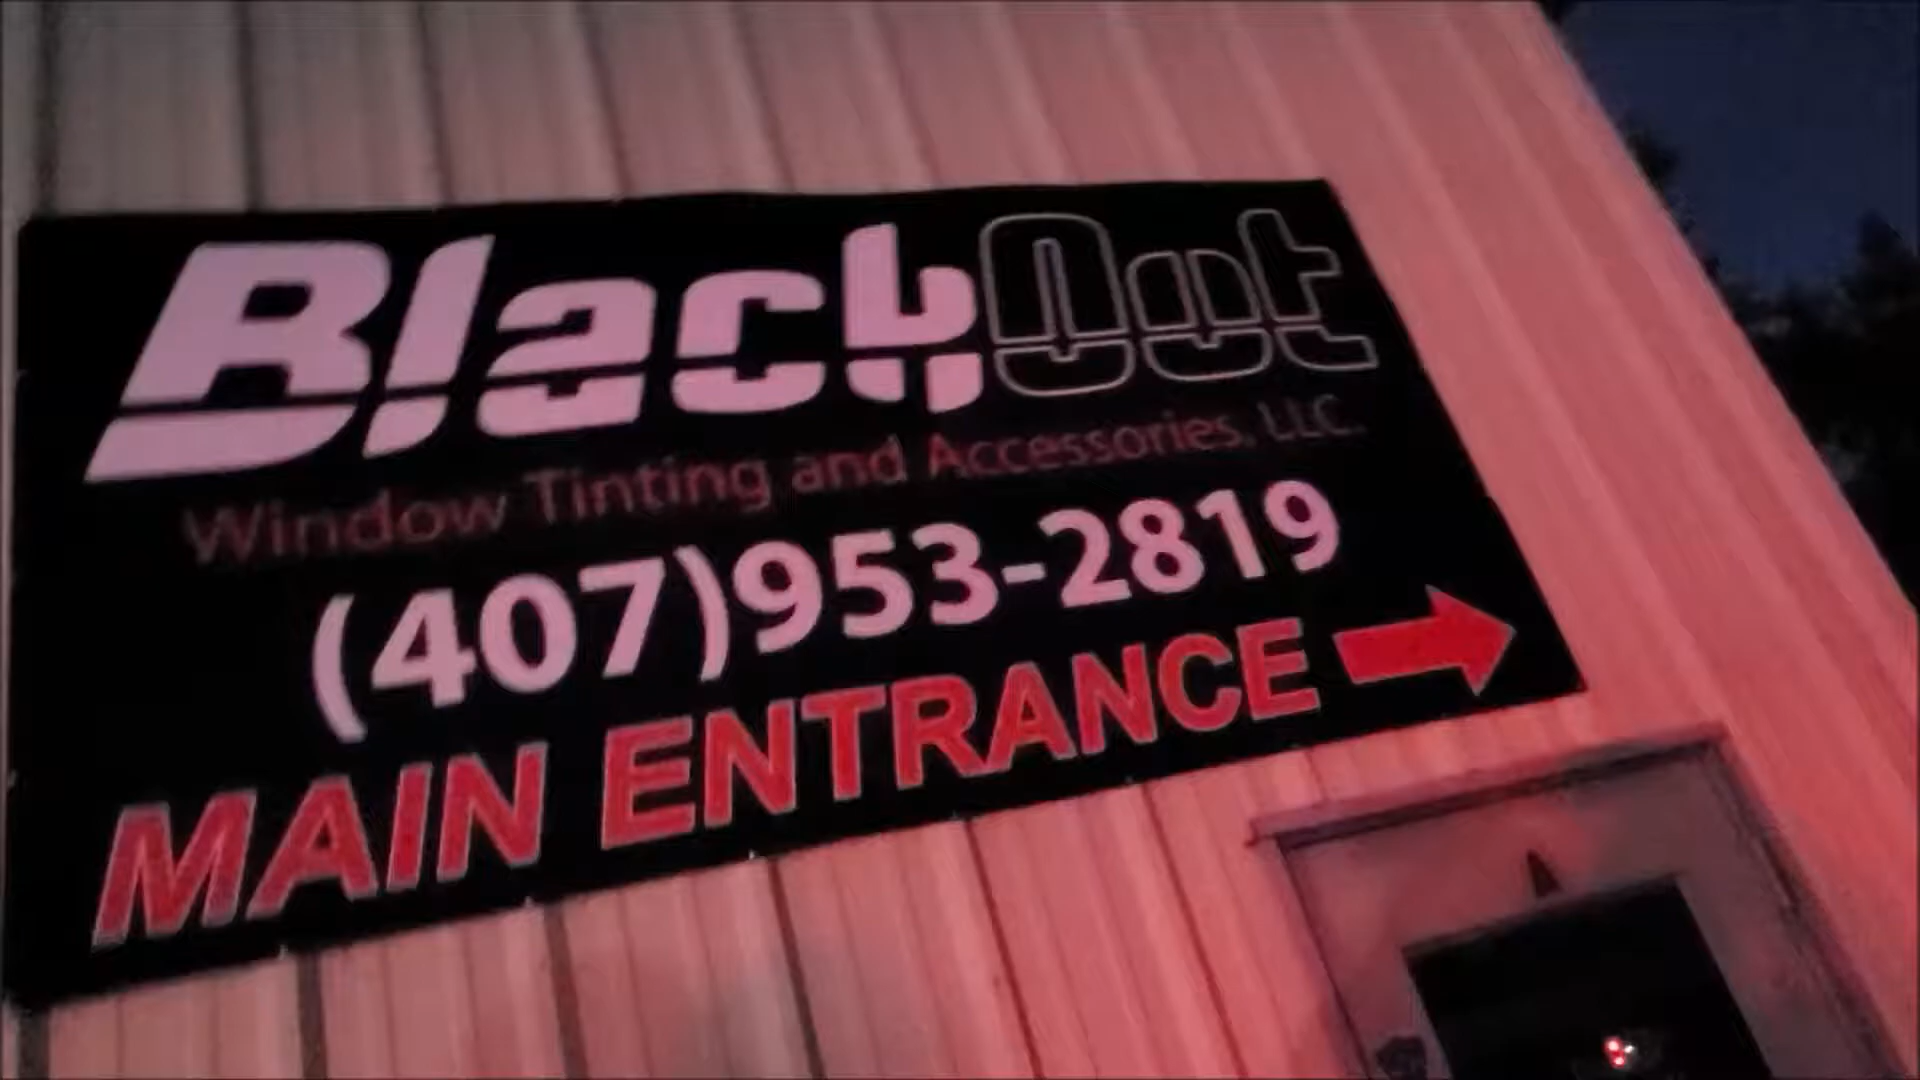 BlackOut
Window Tinting and Accessories, LLC.
(407)953-2819
MAIN ENTRANCE
A